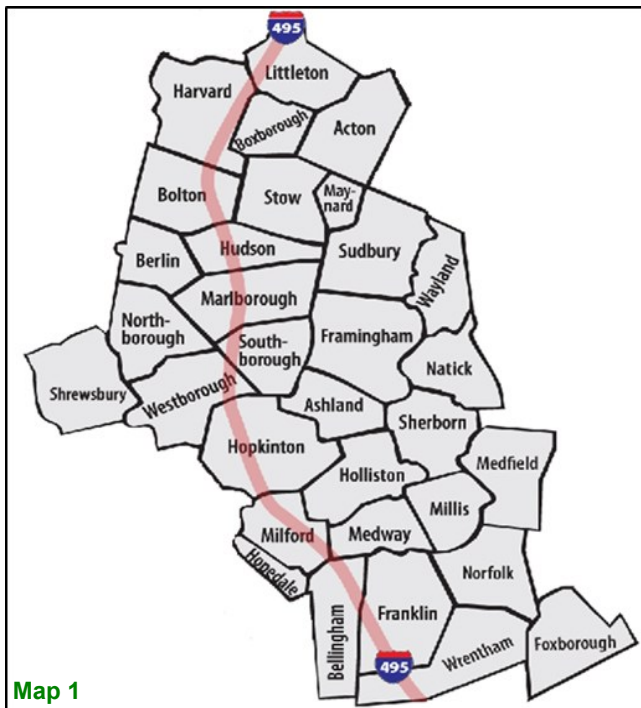 495
Littleton
Harvard
Boxborough
Acton
Bolton
Stow
May-
nard
Hudson
Sudbury
Berlin
Wayland
Marlborough
North-
borough
South-
borough
Framingham
Natick
Shrewsbury
Westborough
Ashland
Sherborn
Hopkinton
Holliston
Medfield
Millis
Milford
Medway
Hopedale
Norfolk
Bellingham
Franklin
Wrentham
Foxborough
495
Map 1